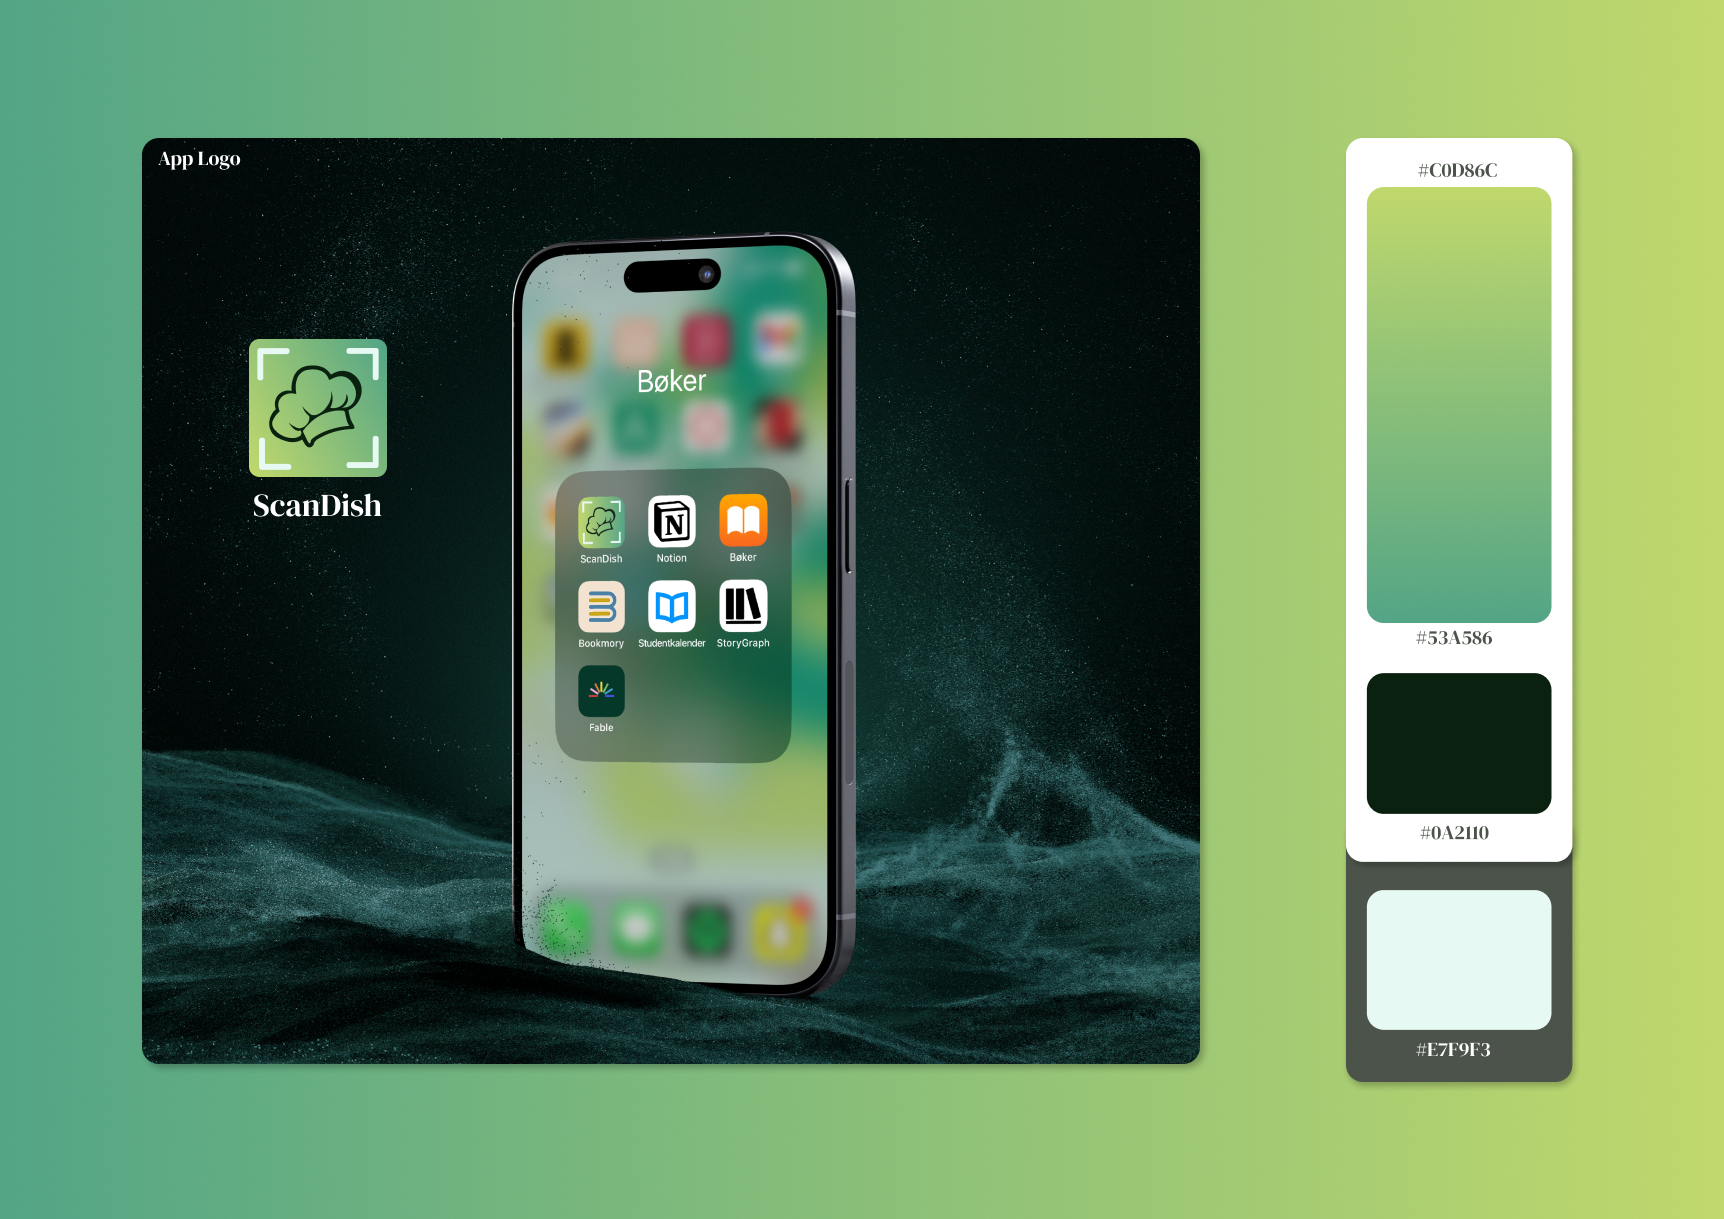 App Logo
ScanDish
Bøker
ScanDish
Notion
Bøker
Bookmory
Studentkalender
StoryGraph
Fable
#C0D86C
#53A586
#0A2110
#E7F9F3